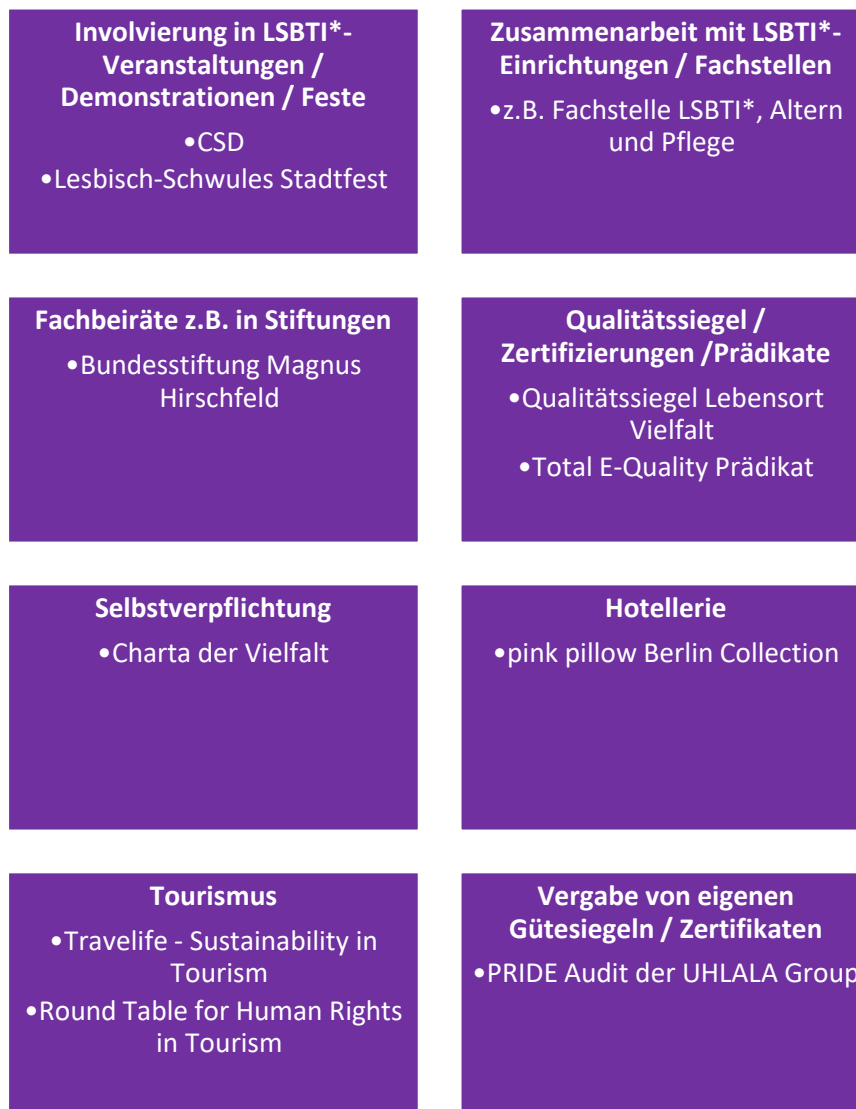 Involvierung in LSBTI*-
Veranstaltungen /
Demonstrationen / Feste
•CSD
•Lesbisch-Schwules Stadtfest
Zusammenarbeit mit LSBTI*-
Einrichtungen / Fachstellen
•z.B. Fachstelle LSBTI*, Altern
und Pflege
Fachbeiräte z.B. in Stiftungen
•Bundesstiftung Magnus
Hirschfeld
Qualitätssiegel /
Zertifizierungen /Prädikate
•Qualitätssiegel Lebensort
Vielfalt
•Total E-Quality Prädikat
Selbstverpflichtung
•Charta der Vielfalt
Hotellerie
•pink pillow Berlin Collection
Tourismus
•Travelife - Sustainability in
Tourism
•Round Table for Human Rights
in Tourism
Vergabe von eigenen
Gütesiegeln / Zertifikaten
•PRIDE Audit der UHLALA Group